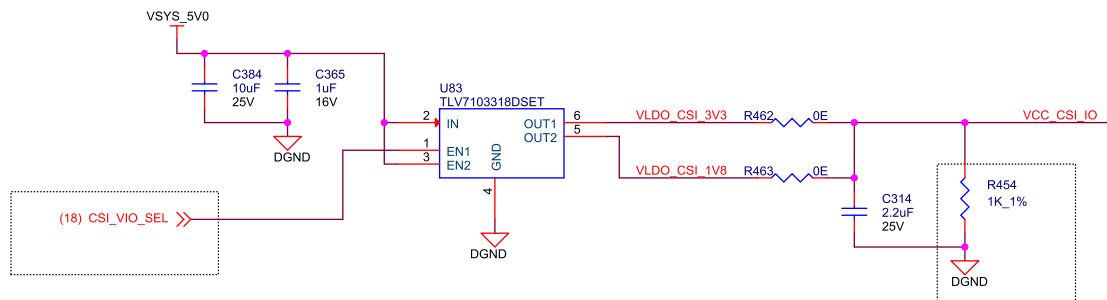 VSYS_5V0
C384
10uF
25V
C365
1uF
16V
DGND
U83
TLV7103318DSET
2 IN
1 EN1
3 EN2
GND
4
OUT1 6
OUT2 5
DGND
(18) CSI_VIO_SEL
VLDO_CSI_3V3 R462 0E
VCC_CSI_IO
VLDO_CSI_1V8 R463 0E
C314
2.2uF
25V
R454
1K_1%
DGND